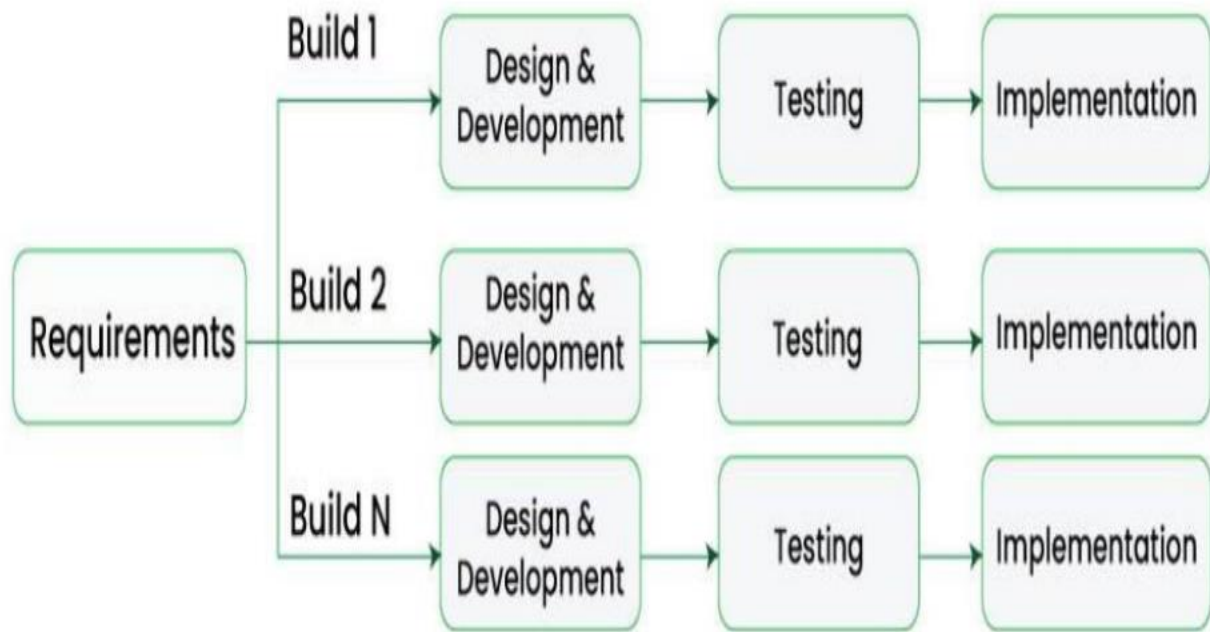 Build 1
Design &
Development
Testing
Implementation
Requirements
Build 2
Design &
Development
Testing
Implementation
Build N
Design &
Development
Testing
Implementation